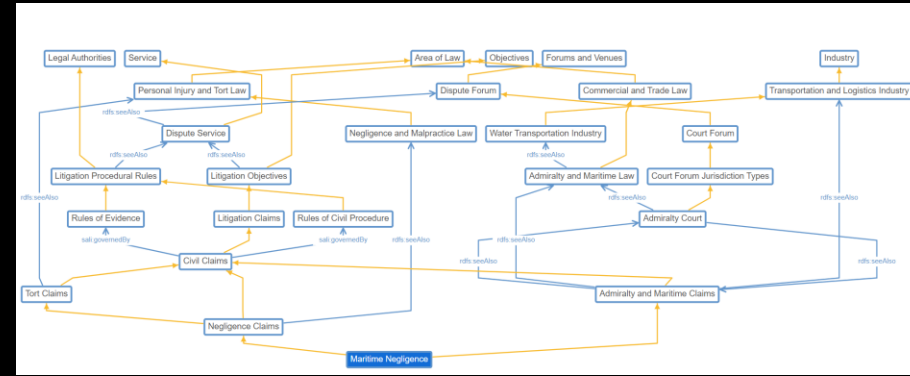 Legal Authorities
Service
Area of Law
Objectives
Forums and Venues
Industry
Personal Injury and Tort Law
Dispute Forum
Commercial and Trade Law
Transportation and Logistics Industry
rdfs:seeAlso
Dispute Service
Negligence and Malpractice Law
Water Transportation Industry
Court Forum
rdfs:seeAlso
rdfs:seeAlso
rdfs:seeAlso
Litigation Procedural Rules
Litigation Objectives
Admiralty and Maritime Law
Court Forum Jurisdiction Types
rdfs:seeAlso
rdfs:seeAlso
rdfs:seeAlso
Rules of Evidence
Litigation Claims
Rules of Civil Procedure
Admiralty Court
sali:governedBy
sali:governedBy
rdfs:seeAlso
rdfs:seeAlso
Civil Claims
rdfs:seeAlso
rdfs:seeAlso
Tort Claims
Admiralty and Maritime Claims
Negligence Claims
Maritime Negligence